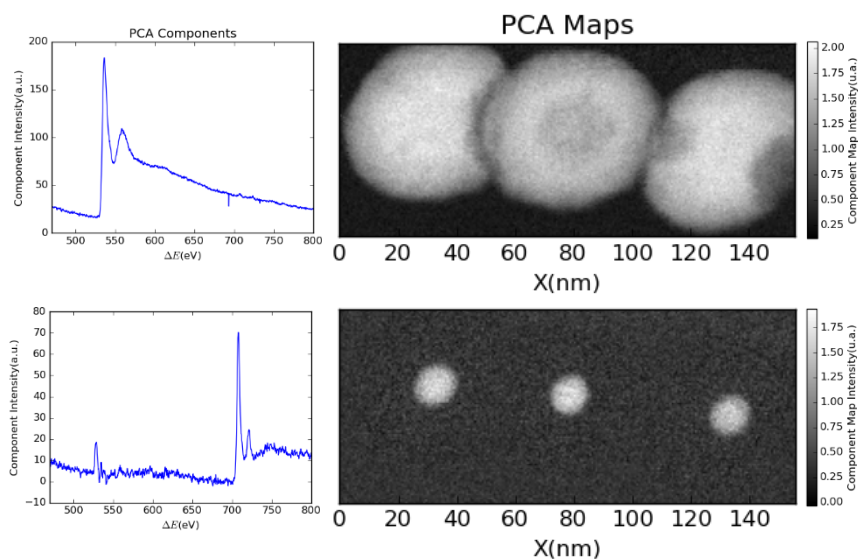 PCA Components
PCA Maps
200
150
100
50
0
Component Intensity(a.u.)
500 550 600 650 700 750 800
ΔE(eV)
0 20 40 60 80 100 120 140
X(nm)
2.00
1.75
1.50
1.25
1.00
0.75
0.50
0.25
Component Map Intensity(u.a.)
80
70
60
50
40
30
20
10
0
−10
Component Intensity(a.u.)
500 550 600 650 700 750 800
ΔE(eV)
0 20 40 60 80 100 120 140
X(nm)
1.75
1.50
1.25
1.00
0.75
0.50
0.25
0.00
Component Map Intensity(u.a.)